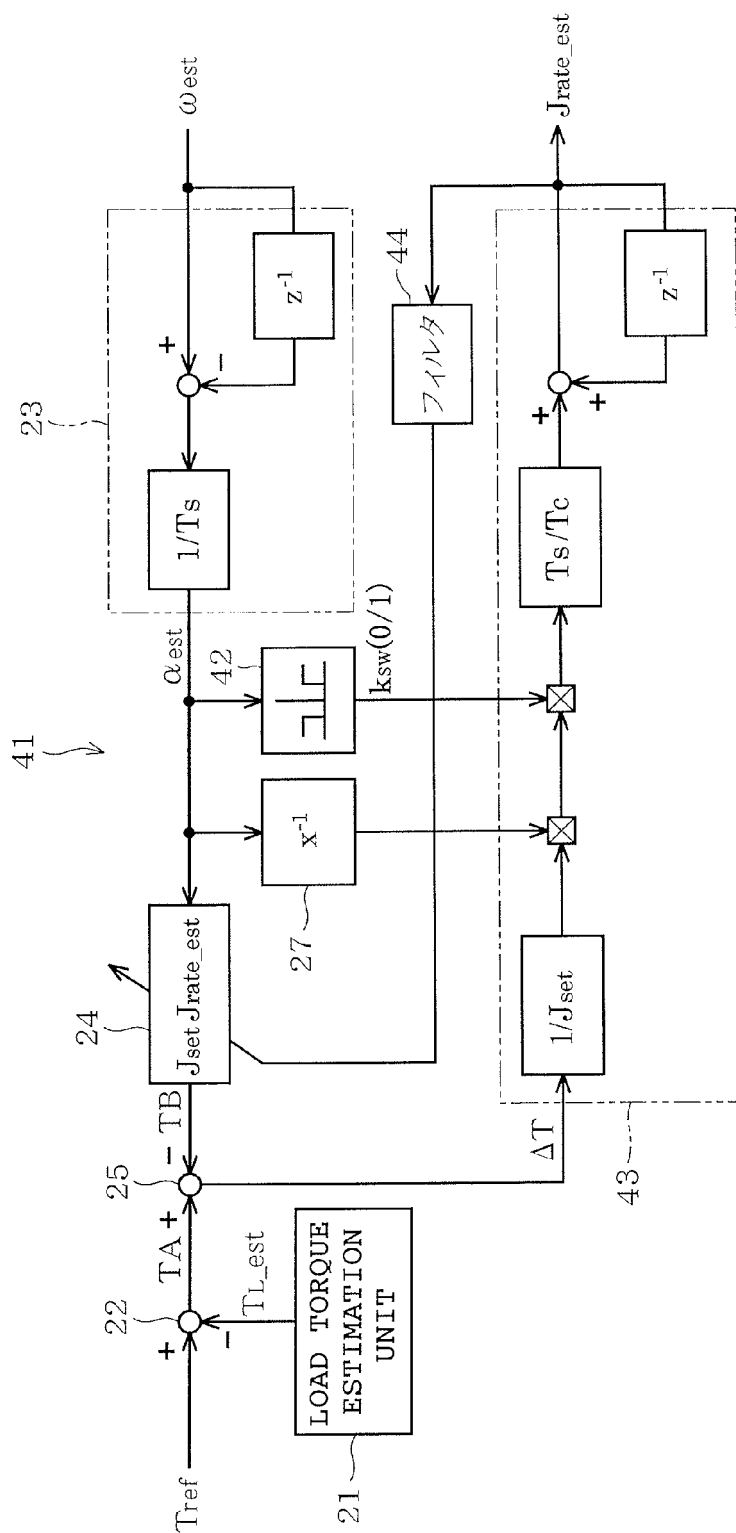 41
23
ωest
+
−
z⁻¹
1/Ts
αest
42
ksw(0/1)
x⁻¹
27
24
JsetJrate_est
TB
−
25
+
TA
22
+
−
Tref
TL_est
LOAD TORQUE
ESTIMATION
UNIT
21
44
フィルタ
Jrate_est
ΔT
43
1/Jset
Ts/Tc
+
+
z⁻¹